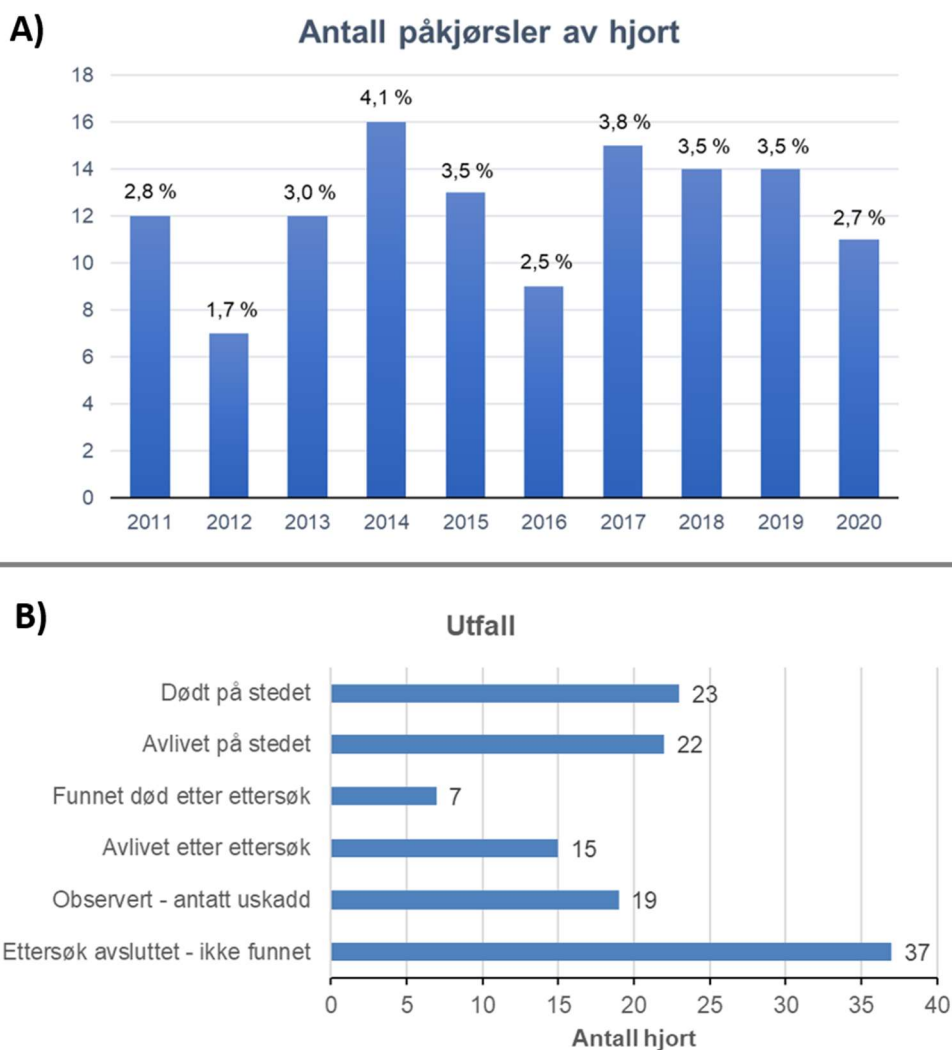 A)
Antall påkjørsler av hjort
18
16
14
12
10
8
6
4
2
0
2,8 %
1,7 %
3,0 %
4,1 %
3,5 %
2,5 %
3,8 %
3,5 %
3,5 %
2,7 %
2011 2012 2013 2014 2015 2016 2017 2018 2019 2020
B)
Utfall
Dødt på stedet 23
Avlivet på stedet 22
Funnet død etter ettersøk 7
Avlivet etter ettersøk 15
Observert - antatt uskadd 19
Ettersøk avsluttet - ikke funnet 37
0 5 10 15 20 25 30 35 40
Antall hjort